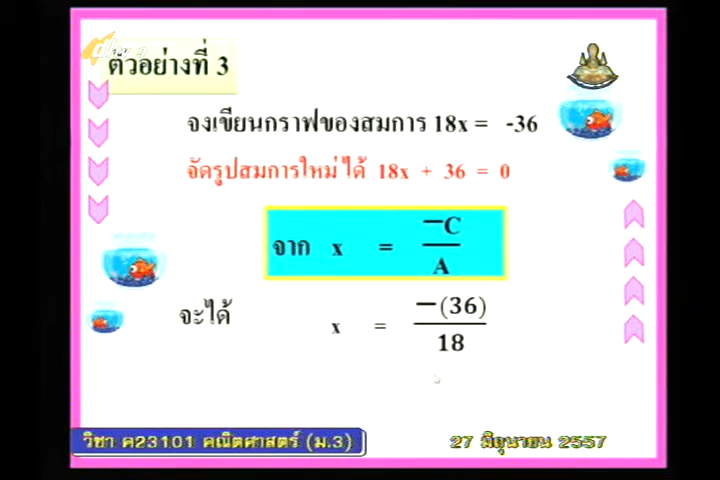 ตัวอย่างที่ 3
จงเขียนกราฟของสมการ 18x = -36
จัดรูปสมการใหม่ได้ 18x + 36 = 0
จาก x = −C / A
จะได้ x = −(36) / 18
วิชา ค23101 คณิตศาสตร์ (ม.3)
27 มิถุนายน 2557